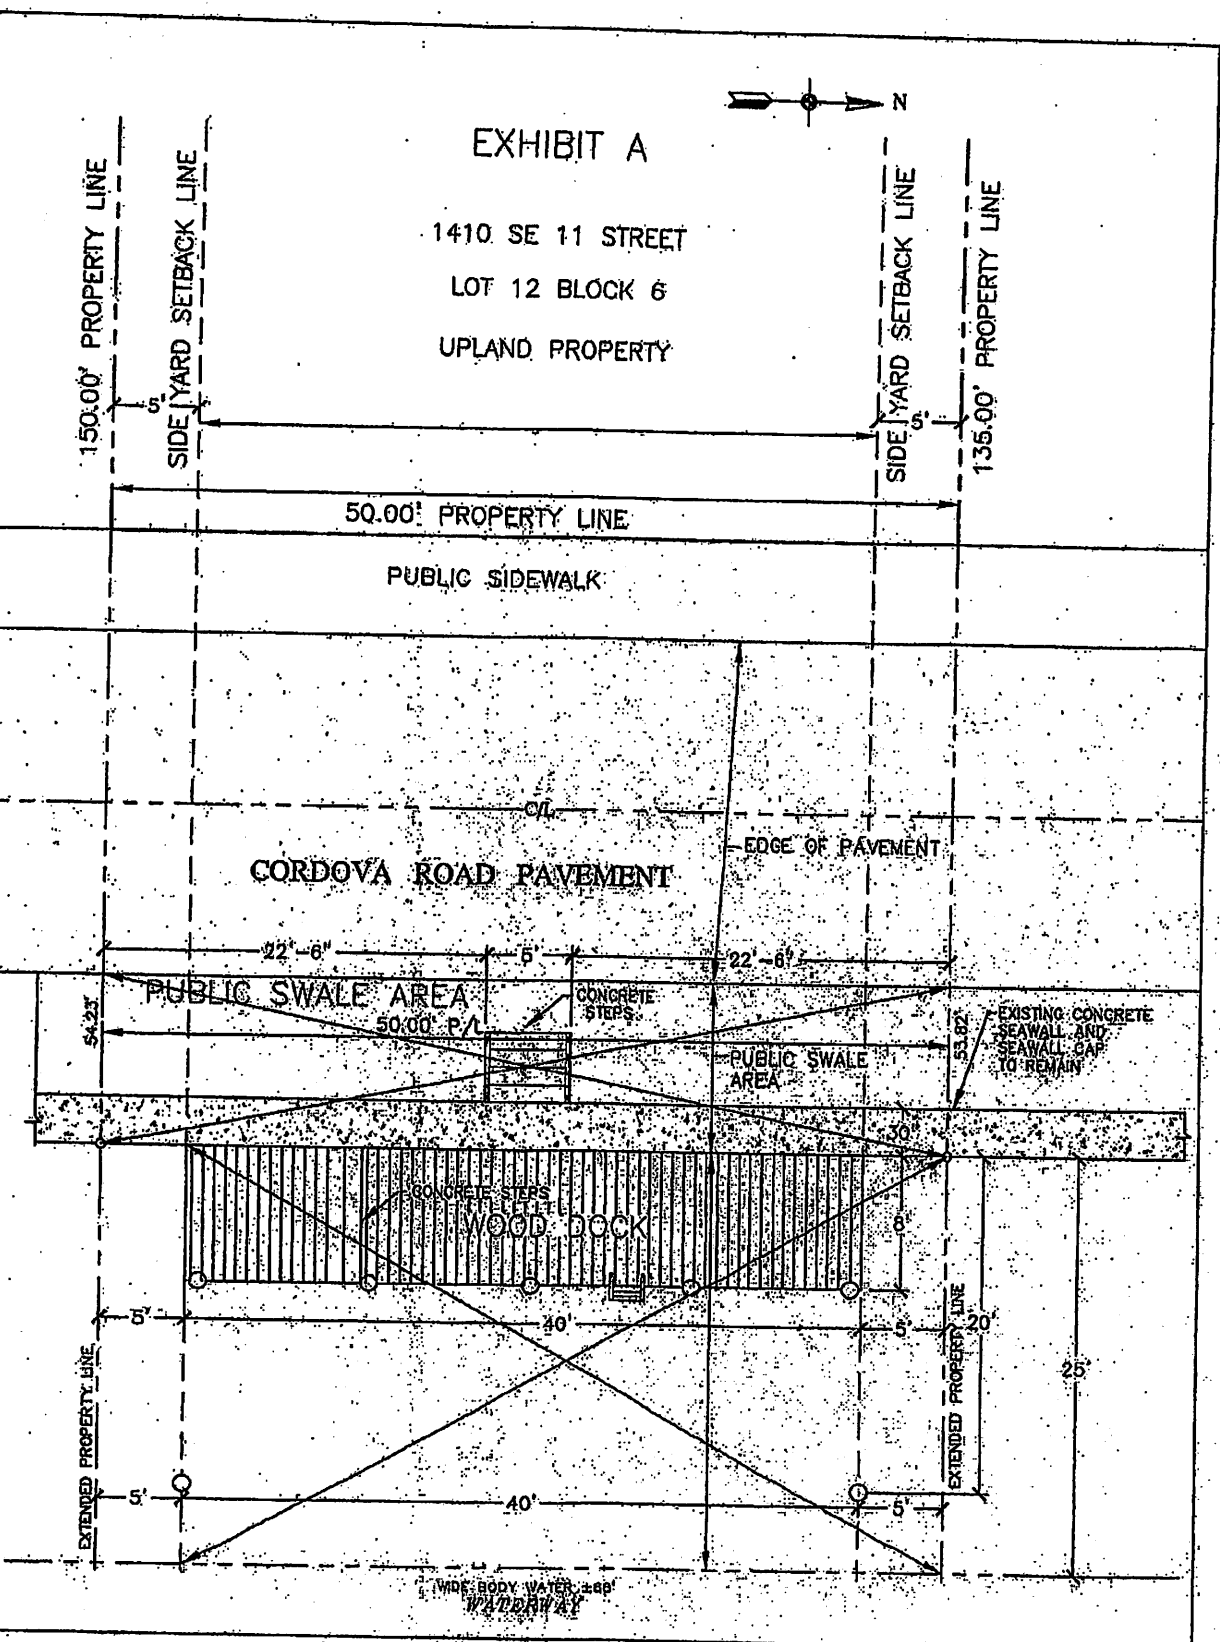 N
EXHIBIT A
1410 SE 11 STREET
LOT 12 BLOCK 6
UPLAND PROPERTY
150.00' PROPERTY LINE
SIDE YARD SETBACK LINE
SIDE YARD SETBACK LINE
135.00' PROPERTY LINE
5'
5'
50.00' PROPERTY LINE
PUBLIC SIDEWALK
C/L
EDGE OF PAVEMENT
CORDOVA ROAD PAVEMENT
22'-6"
5'
22'-6"
PUBLIC SWALE AREA
CONCRETE
STEPS
50.00' P/L
54.23'
53.82'
PUBLIC SWALE
AREA
EXISTING CONCRETE
SEAWALL AND
SEAWALL CAP
TO REMAIN
30"
CONCRETE STEPS
WOOD DOCK
8'
5'
40'
5'
20'
25'
EXTENDED PROPERTY LINE
EXTENDED PROPERTY LINE
5'
40'
5'
WIDE BODY WATER
WATERWAY